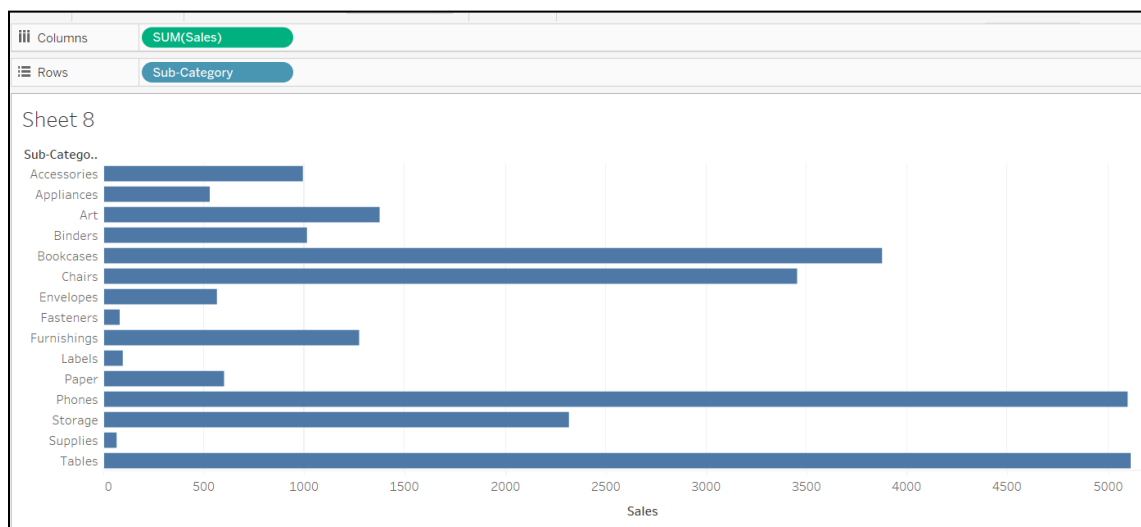 Columns SUM(Sales)
Rows Sub-Category
Sheet 8
Sub-Catego..
Accessories
Appliances
Art
Binders
Bookcases
Chairs
Envelopes
Fasteners
Furnishings
Labels
Paper
Phones
Storage
Supplies
Tables
0 500 1000 1500 2000 2500 3000 3500 4000 4500 5000
Sales